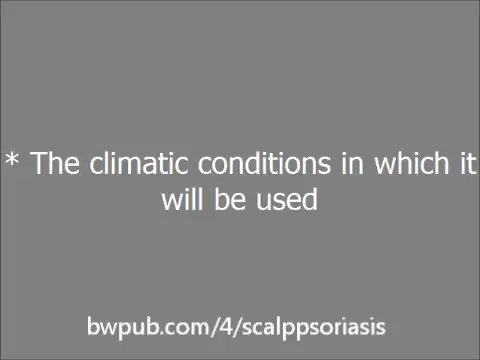 * The climatic conditions in which it
will be used
bwpub.com/4/scalppsoriasis